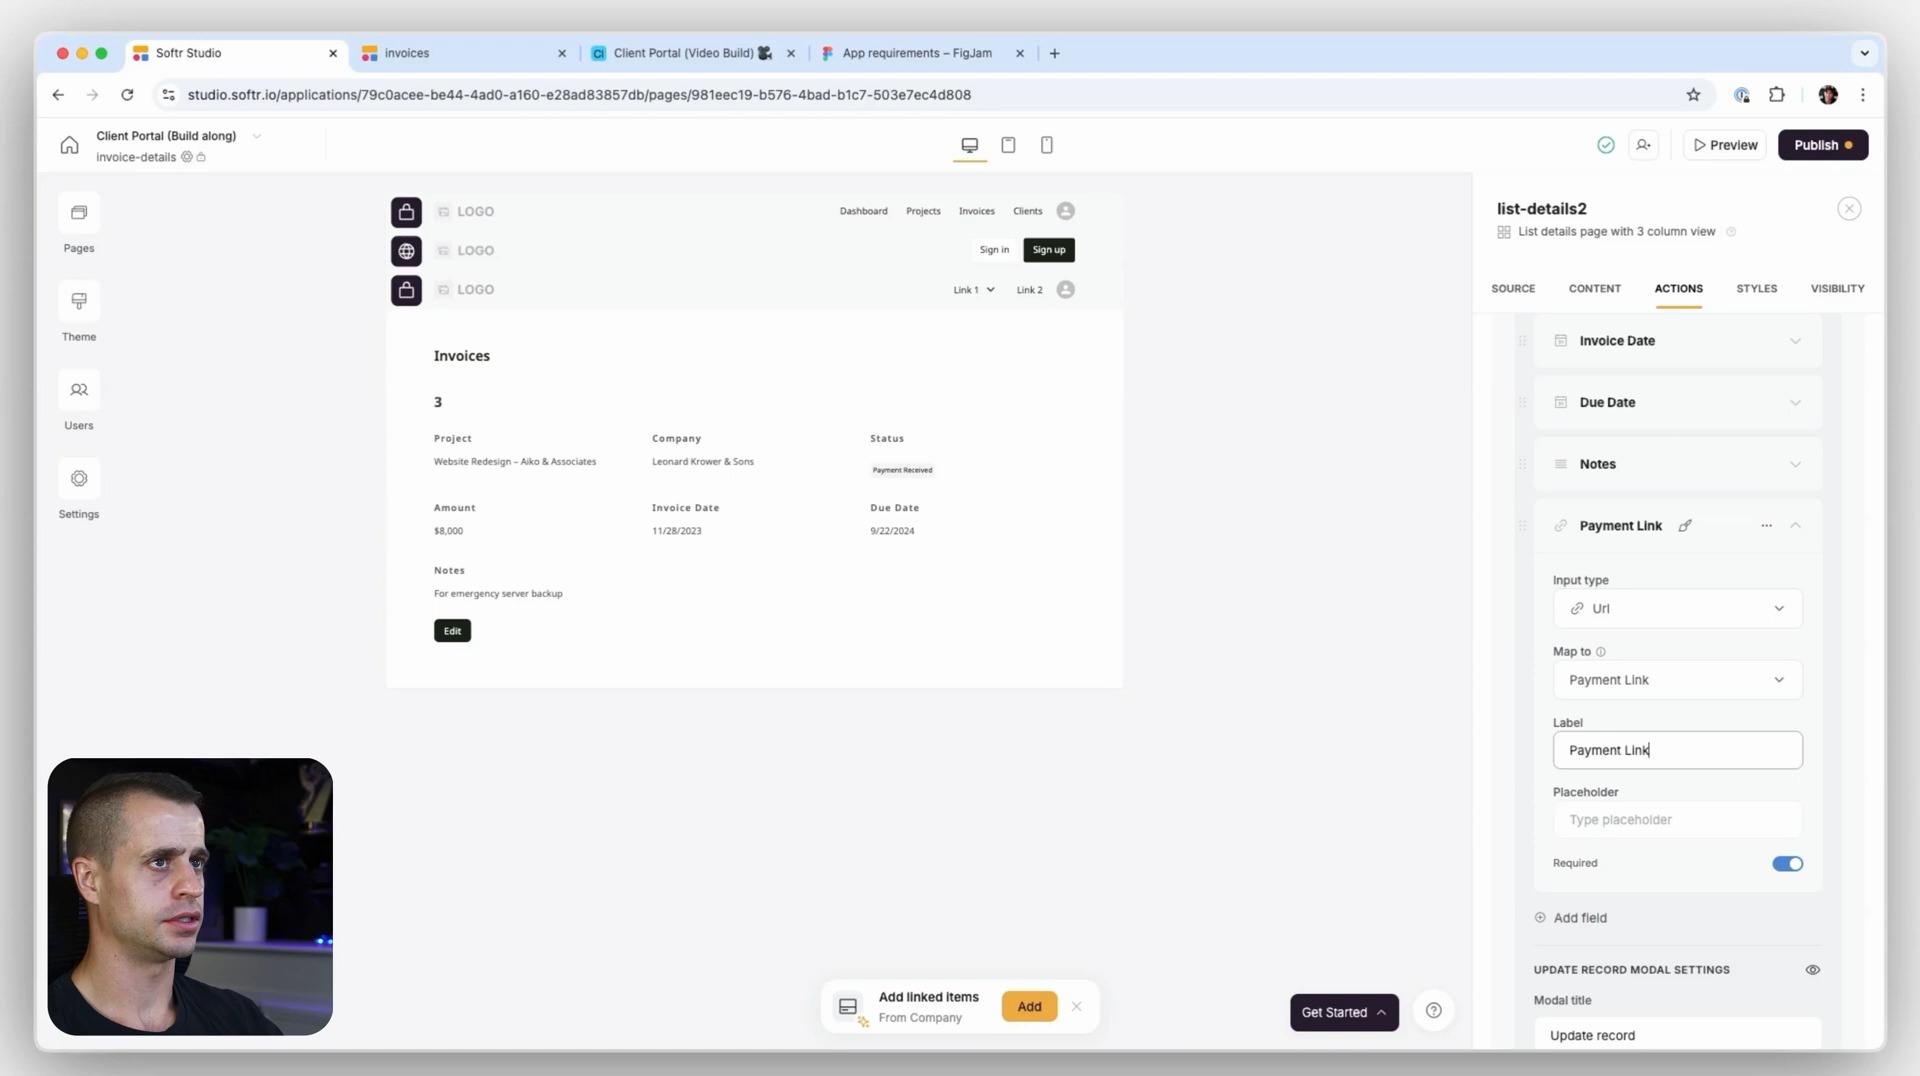 Softr Studio
invoices
Client Portal (Video Build)
App requirements – FigJam
studio.softr.io/applications/79c0acee-be44-4ad0-a160-e28ad83857db/pages/981eec19-b576-4bad-b1c7-503e7ec4d808
Client Portal (Build along)
invoice-details
Preview
Publish
Pages
Theme
Users
Settings
LOGO
Dashboard Projects Invoices Clients
LOGO
Sign in Sign up
LOGO
Link 1 Link 2
Invoices
3
Project Company Status
Website Redesign – Aiko & Associates Leonard Krower & Sons Payment Received
Amount Invoice Date Due Date
$8,000 11/28/2023 9/22/2024
Notes
For emergency server backup
Edit
Add linked items
From Company
Add
Get Started
list-details2
List details page with 3 column view
SOURCE CONTENT ACTIONS STYLES VISIBILITY
Invoice Date
Due Date
Notes
Payment Link
Input type
Url
Map to
Payment Link
Label
Payment Link
Placeholder
Type placeholder
Required
Add field
UPDATE RECORD MODAL SETTINGS
Modal title
Update record